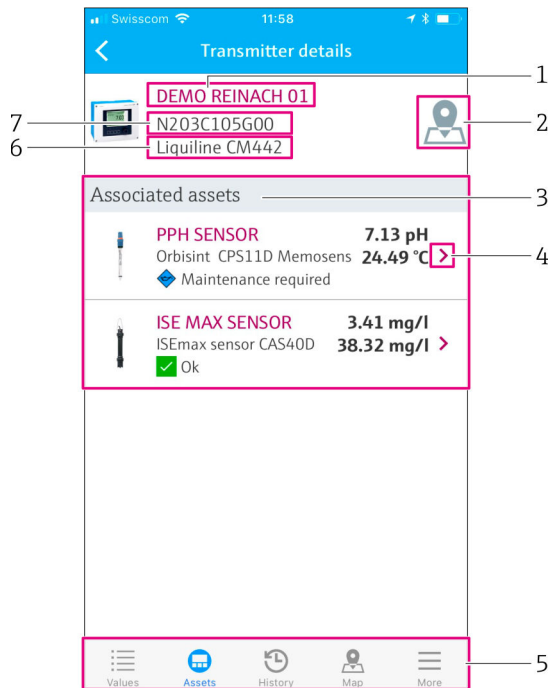 Swisscom 11:58
Transmitter details
1
DEMO REINACH 01
2
7
N203C105G00
6
Liquiline CM442
Associated assets
3
PPH SENSOR 7.13 pH
Orbisint CPS11D Memosens 24.49 °C
4
Maintenance required
ISE MAX SENSOR 3.41 mg/l
ISEmax sensor CAS40D 38.32 mg/l
Ok
5
Values Assets History Map More